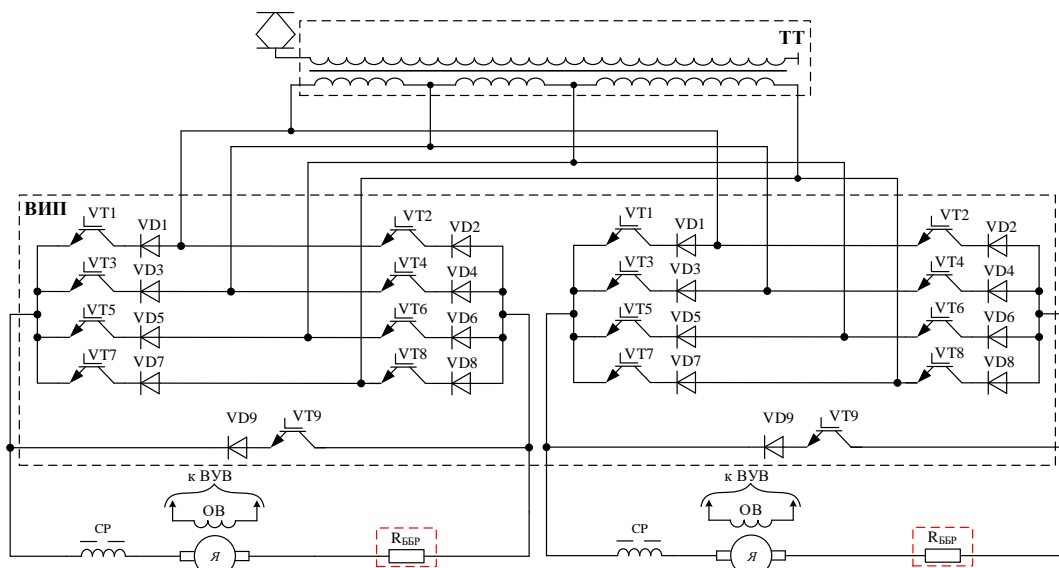 ТТ
ВИП
VT1
VD1
VT2
VD2
VT1
VD1
VT2
VD2
VT3
VD3
VT4
VD4
VT3
VD3
VT4
VD4
VT5
VD5
VT6
VD6
VT5
VD5
VT6
VD6
VT7
VD7
VT8
VD8
VT7
VD7
VT8
VD8
VD9
VT9
VD9
VT9
к ВУВ
к ВУВ
ОВ
ОВ
СР
Я
RББР
СР
Я
RББР